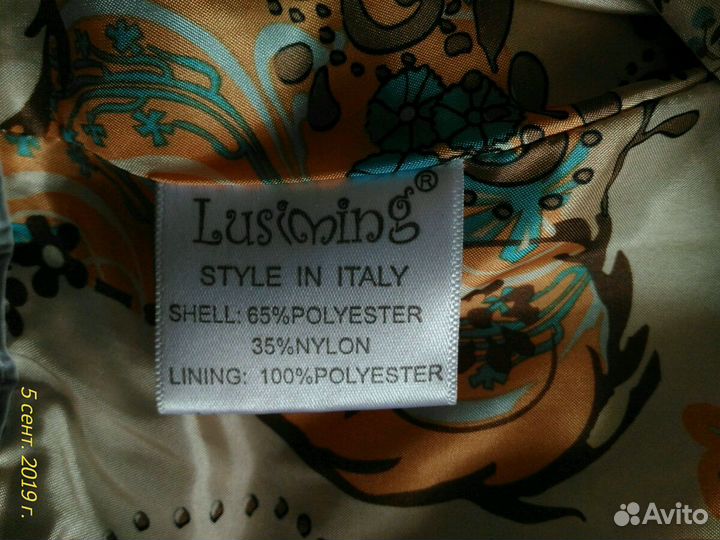 Lusiming®
STYLE IN ITALY
SHELL: 65%POLYESTER
35%NYLON
LINING: 100%POLYESTER
5 сент. 2019 г.
Avito